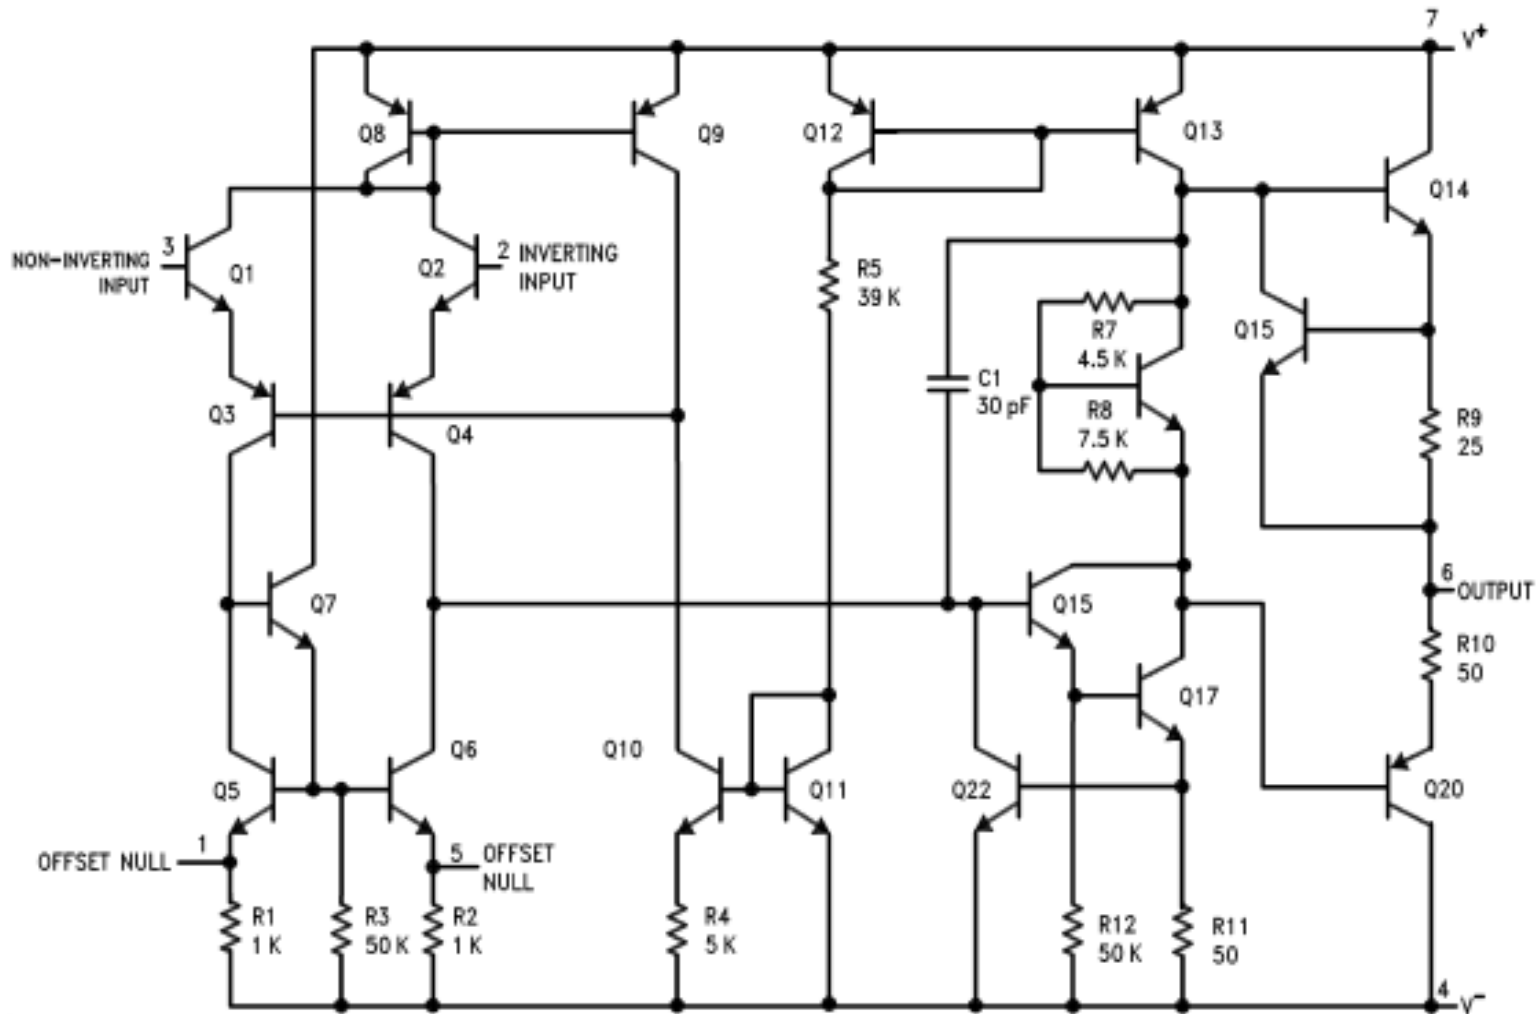 7
V+
Q8
Q9
Q12
Q13
Q14
NON-INVERTING
INPUT
3
Q1
Q2
2 INVERTING
INPUT
R5
39 K
R7
4.5 K
Q15
C1
30 pF
R8
7.5 K
Q3
Q4
R9
25
Q7
Q15
6
OUTPUT
R10
50
Q17
Q5
Q6
Q10
Q11
Q22
Q20
OFFSET NULL
1
5 OFFSET
NULL
R1
1 K
R3
50 K
R2
1 K
R4
5 K
R12
50 K
R11
50
4
V−